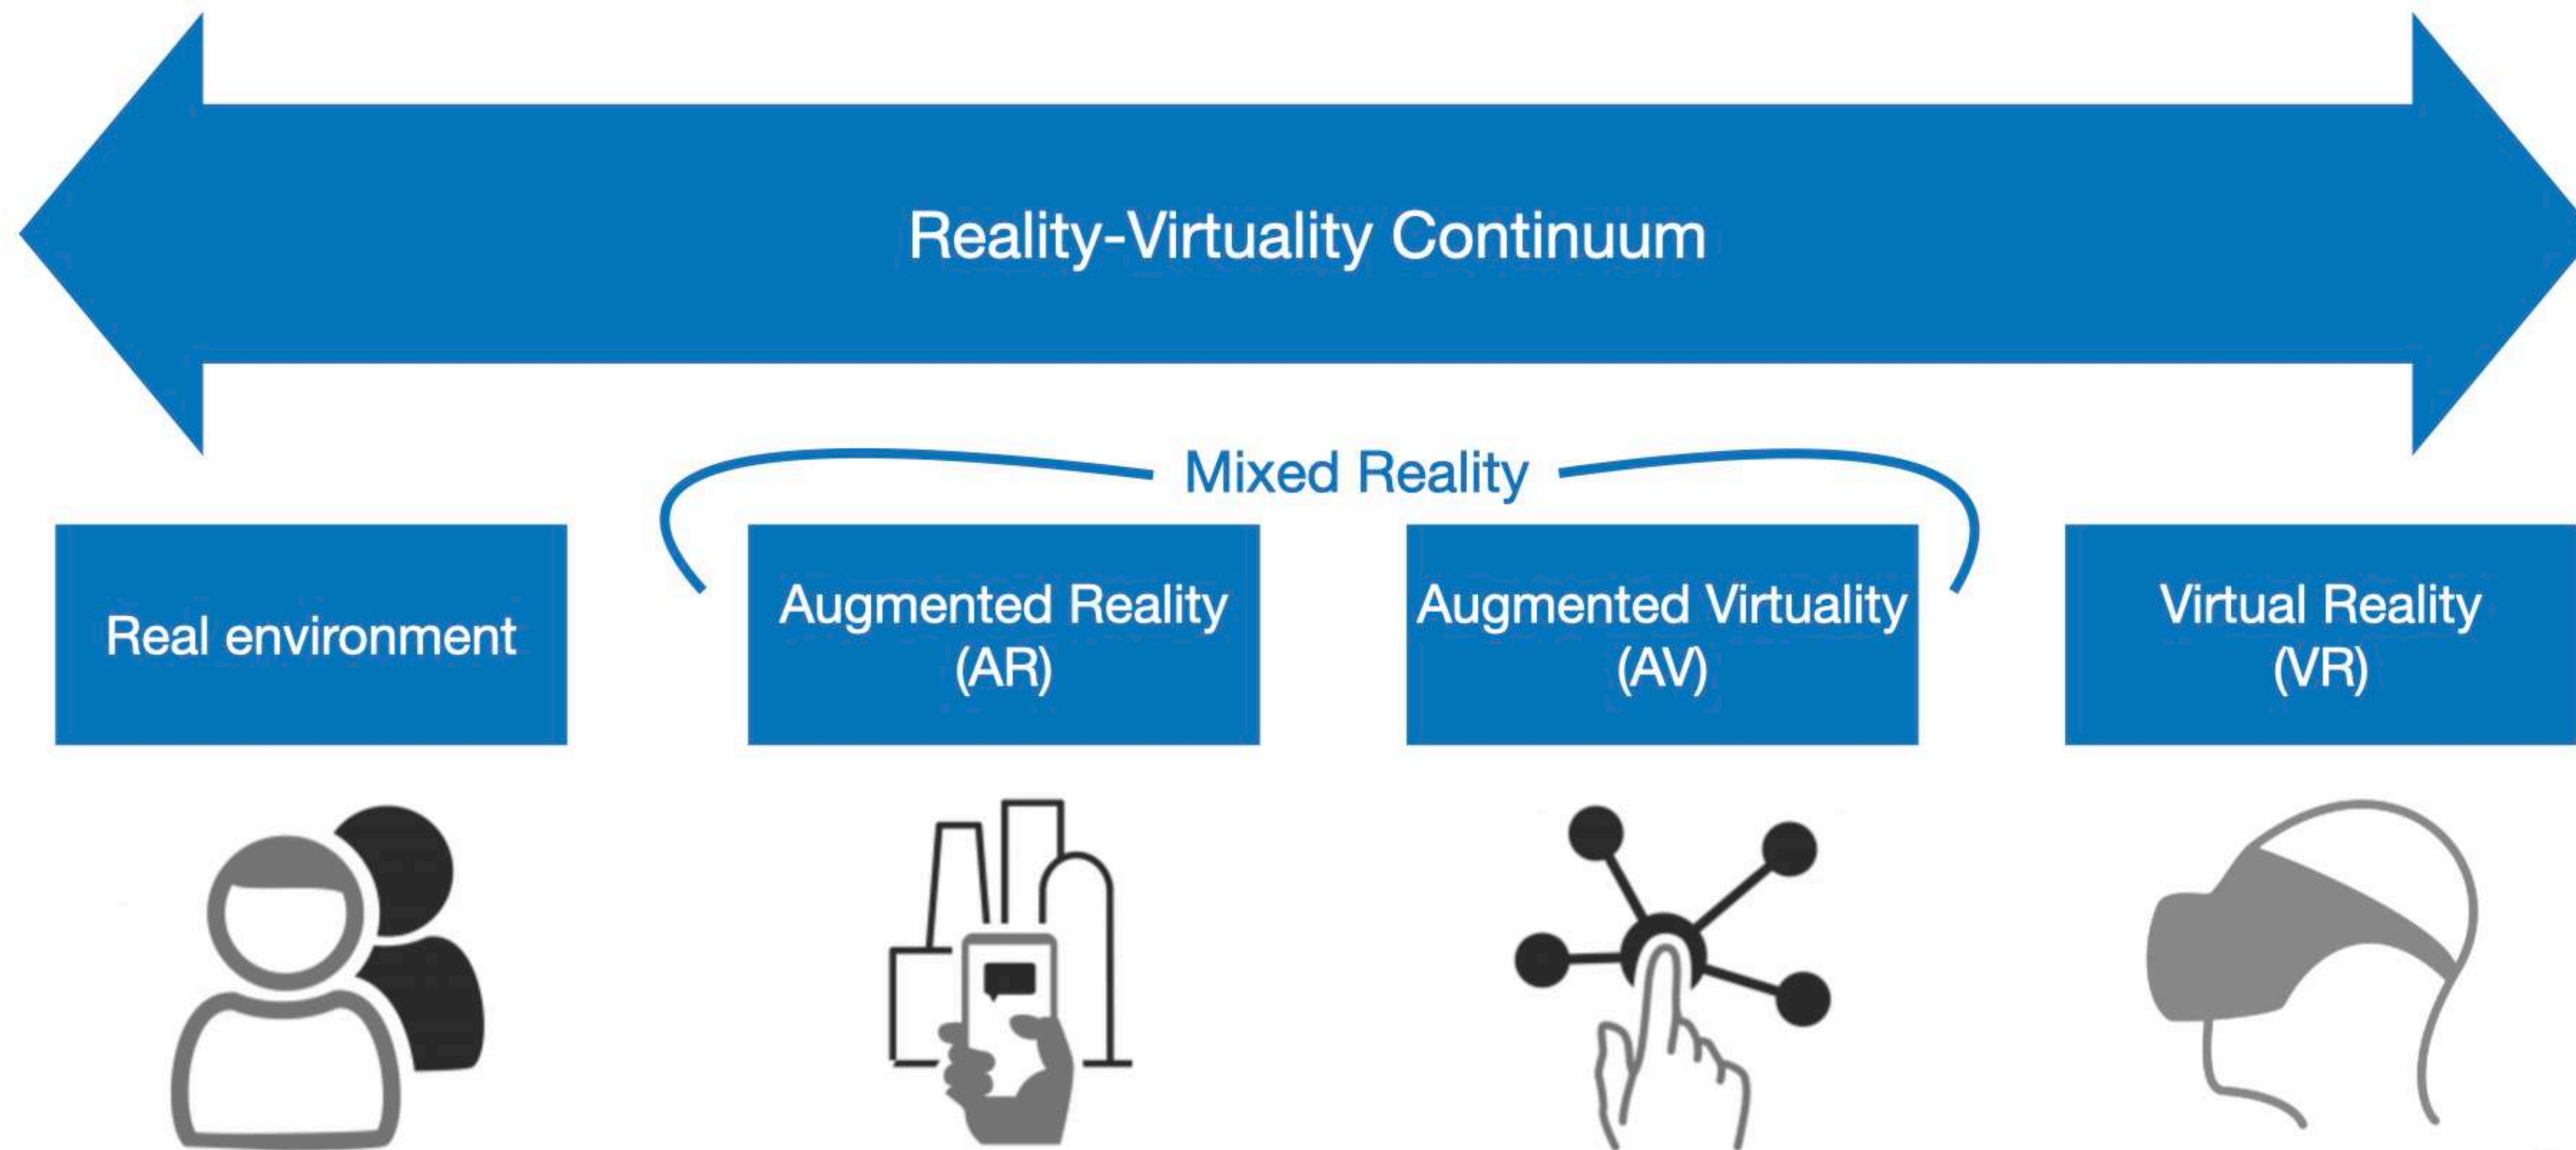 Reality-Virtuality Continuum
Mixed Reality
Real environment
Augmented Reality
(AR)
Augmented Virtuality
(AV)
Virtual Reality
(VR)